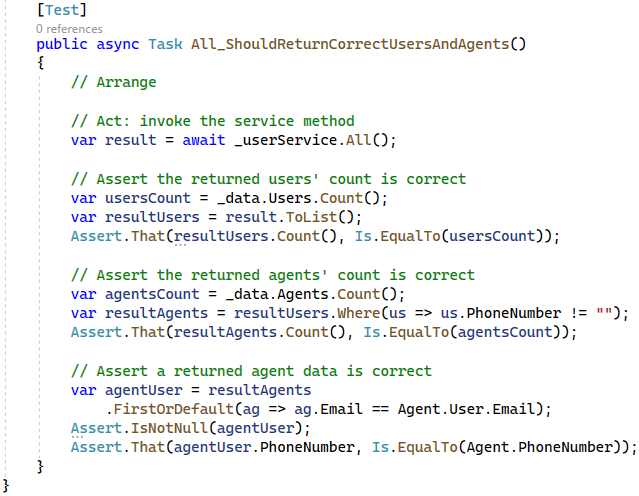 [Test]
0 references
public async Task All_ShouldReturnCorrectUsersAndAgents()
{
    // Arrange

    // Act: invoke the service method
    var result = await _userService.All();

    // Assert the returned users' count is correct
    var usersCount = _data.Users.Count();
    var resultUsers = result.ToList();
    Assert.That(resultUsers.Count(), Is.EqualTo(usersCount));

    // Assert the returned agents' count is correct
    var agentsCount = _data.Agents.Count();
    var resultAgents = resultUsers.Where(us => us.PhoneNumber != "");
    Assert.That(resultAgents.Count(), Is.EqualTo(agentsCount));

    // Assert a returned agent data is correct
    var agentUser = resultAgents
        .FirstOrDefault(ag => ag.Email == Agent.User.Email);
    Assert.IsNotNull(agentUser);
    Assert.That(agentUser.PhoneNumber, Is.EqualTo(Agent.PhoneNumber));
}
}